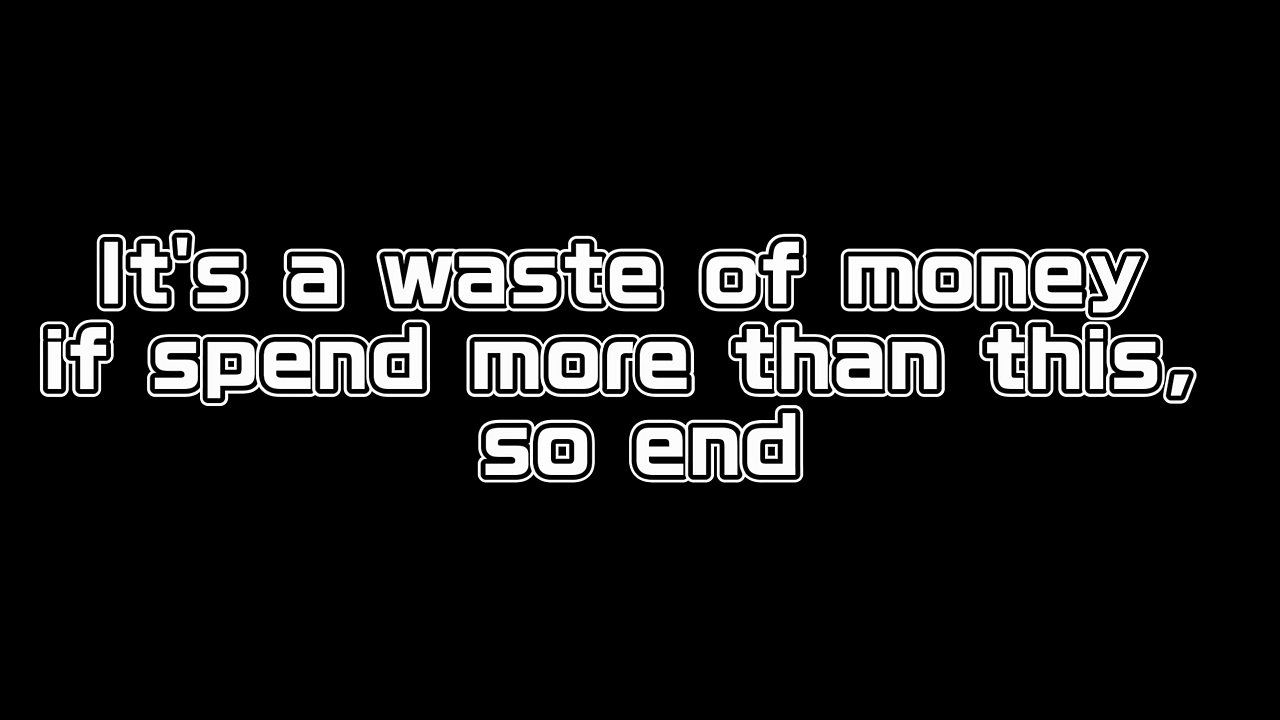 It's a waste of money
if spend more than this,
so end